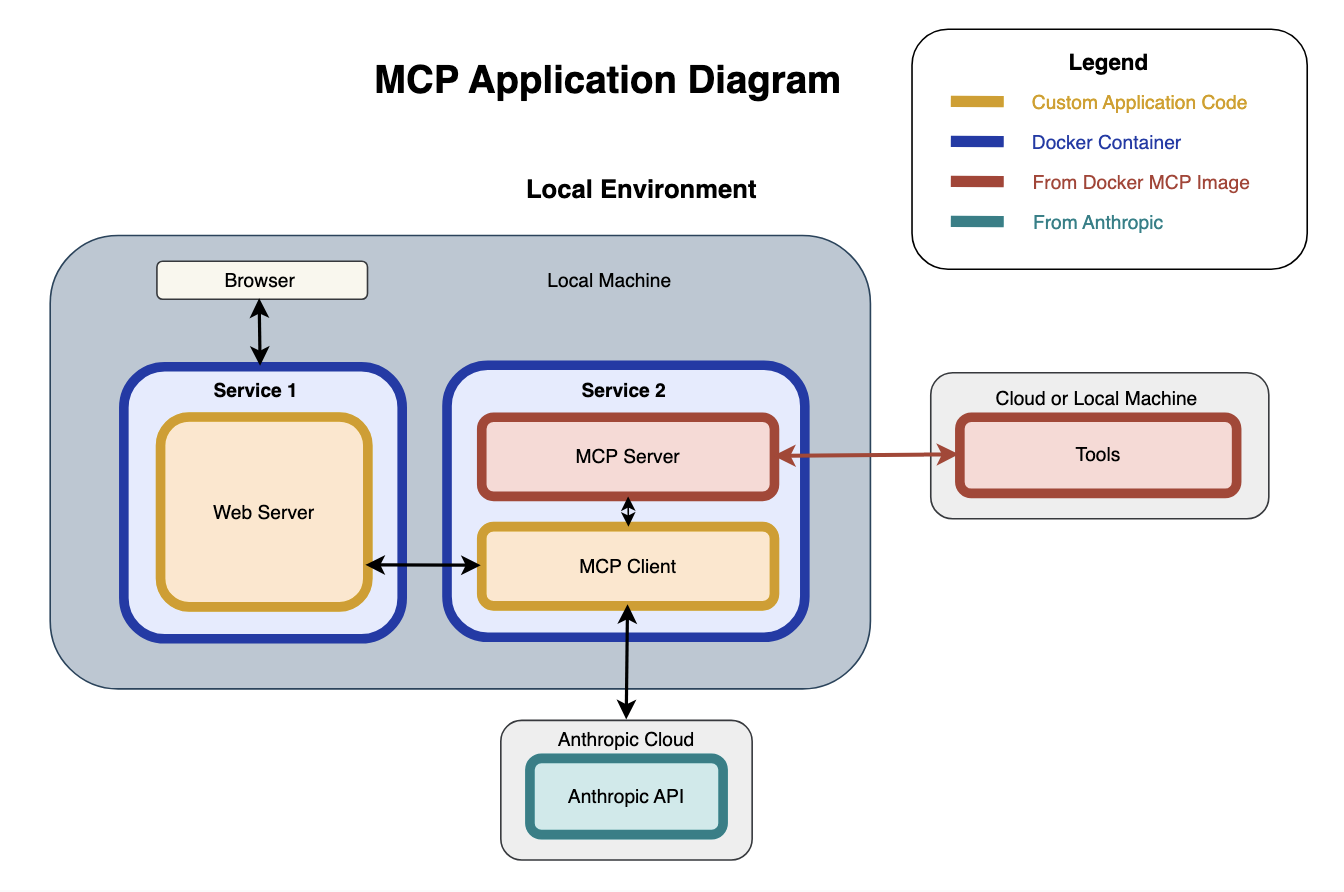 MCP Application Diagram
Legend
Custom Application Code
Docker Container
From Docker MCP Image
From Anthropic
Local Environment
Browser
Local Machine
Service 1
Web Server
Service 2
MCP Server
MCP Client
Cloud or Local Machine
Tools
Anthropic Cloud
Anthropic API